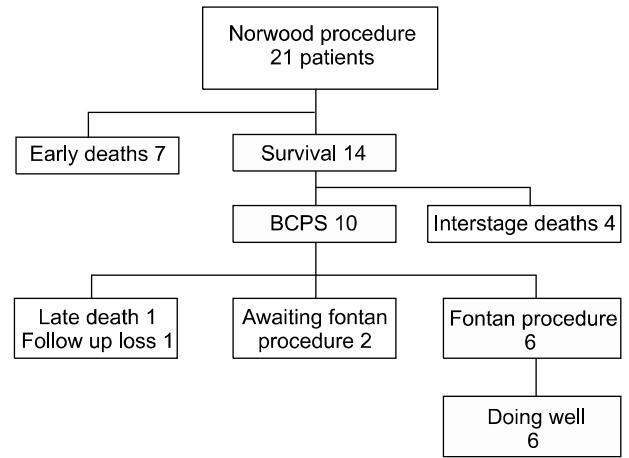 Norwood procedure
21 patients
Early deaths 7
Survival 14
BCPS 10
Interstage deaths 4
Late death 1
Follow up loss 1
Awaiting fontan
procedure 2
Fontan procedure
6
Doing well
6